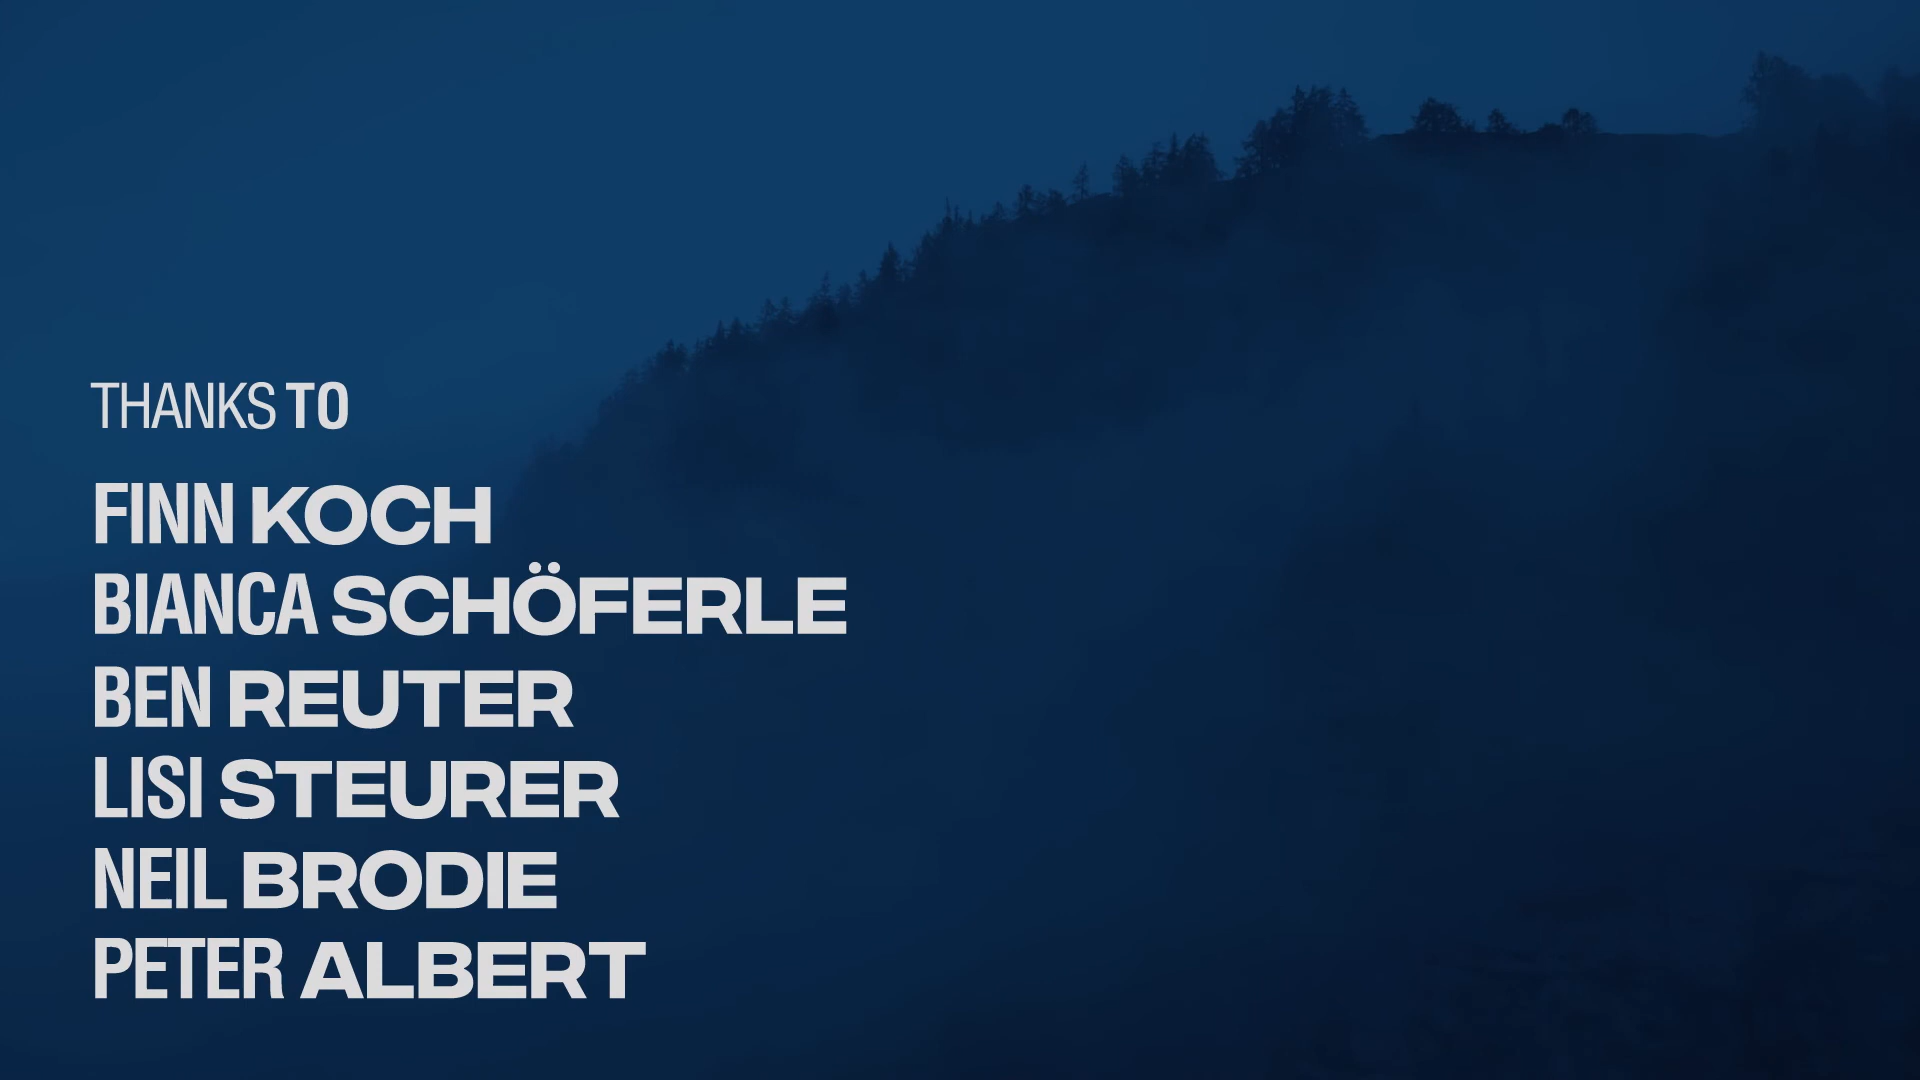 THANKS TO
FINN KOCH
BIANCA SCHÖFERLE
BEN REUTER
LISI STEURER
NEIL BRODIE
PETER ALBERT